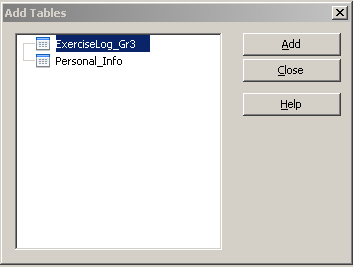 Add Tables
ExerciseLog_Gr3
Personal_Info
Add
Close
Help